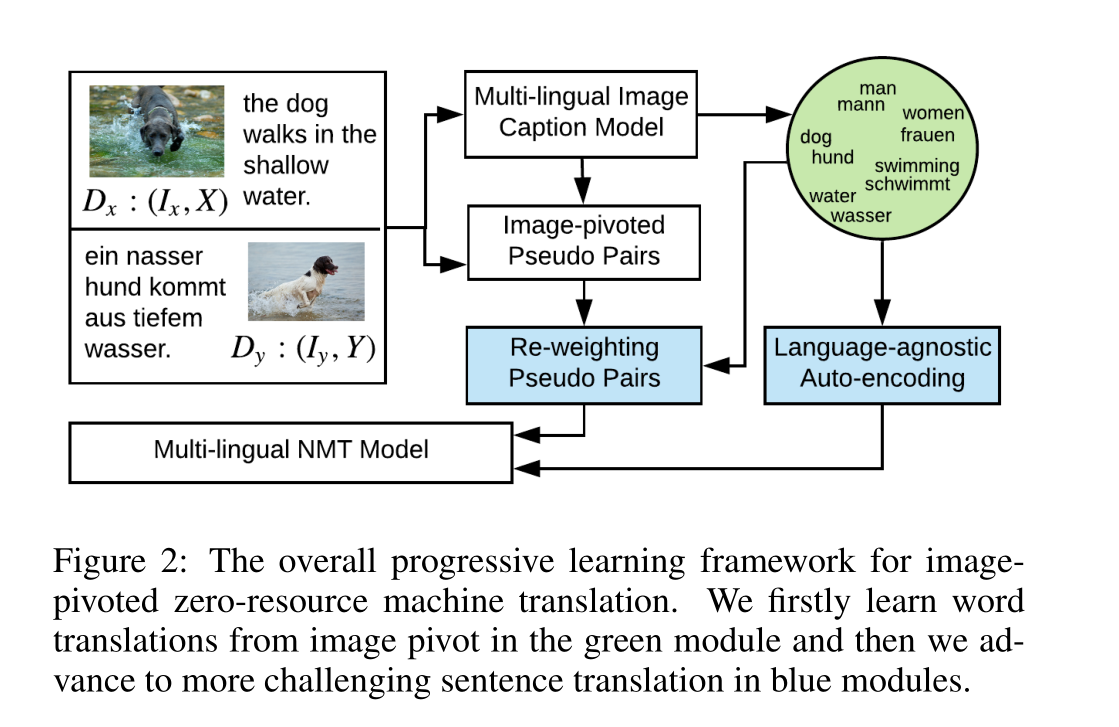 the dog
walks in the
shallow
water.
D_x : (I_x, X)
ein nasser
hund kommt
aus tiefem
wasser.
D_y : (I_y, Y)
Multi-lingual Image
Caption Model
Image-pivoted
Pseudo Pairs
Re-weighting
Pseudo Pairs
man
mann
women
frauen
dog
hund
swimming
schwimmt
water
wasser
Language-agnostic
Auto-encoding
Multi-lingual NMT Model
Figure 2: The overall progressive learning framework for image-
pivoted zero-resource machine translation. We firstly learn word
translations from image pivot in the green module and then we ad-
vance to more challenging sentence translation in blue modules.